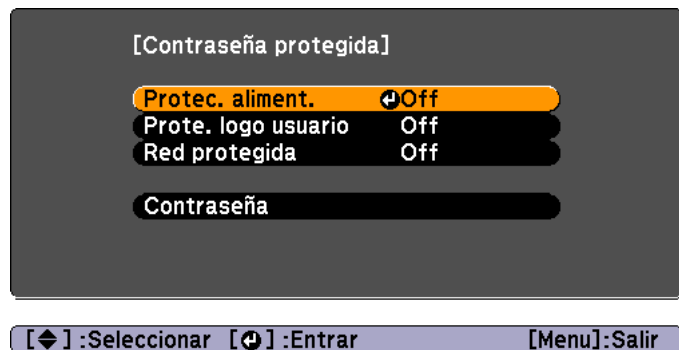 [Contraseña protegida]
Protec. aliment. Off
Prote. logo usuario Off
Red protegida Off
Contraseña
[ ] :Seleccionar [ ] :Entrar [Menu]:Salir